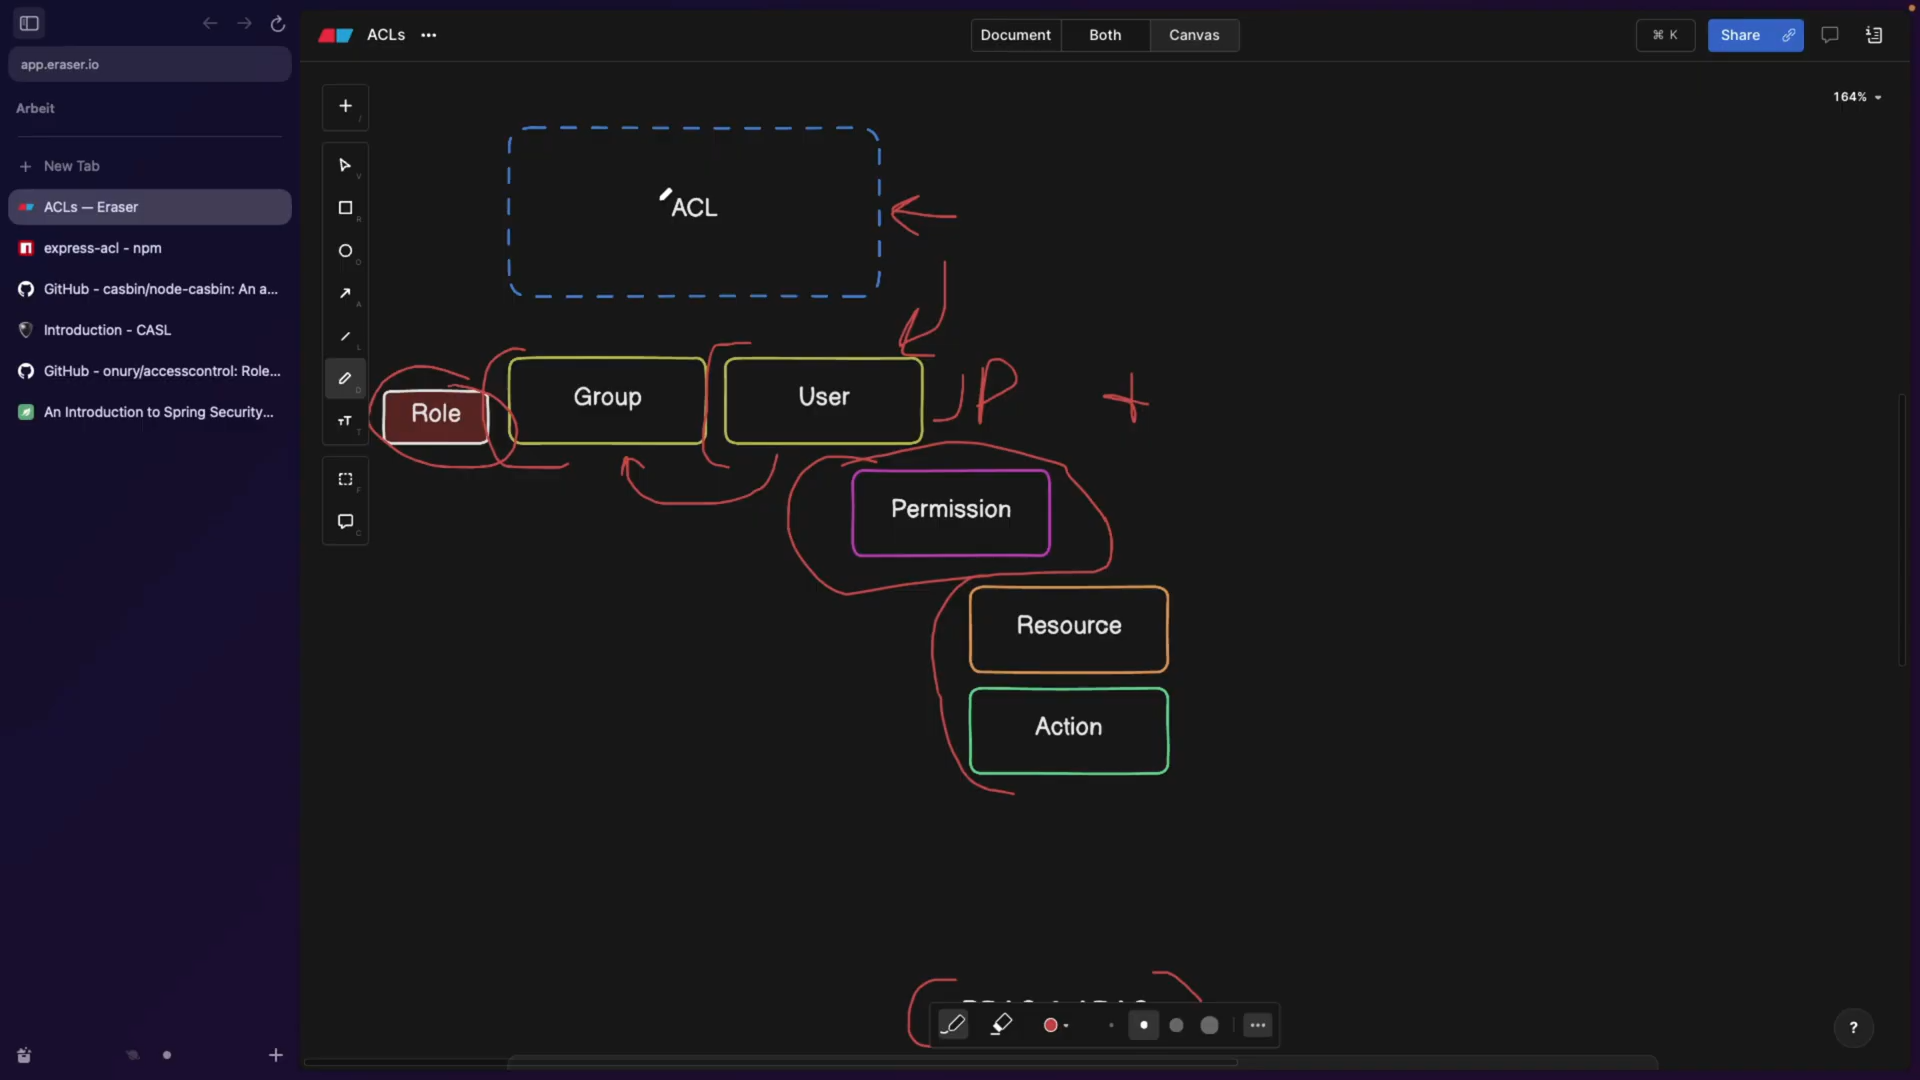 ACLs
Document
Both
Canvas
⌘ K
Share
app.eraser.io
Arbeit
164%
New Tab
ACLs — Eraser
express-acl - npm
GitHub - casbin/node-casbin: An a...
Introduction - CASL
GitHub - onury/accesscontrol: Role...
An Introduction to Spring Security...
ACL
Role
Group
User
P
+
Permission
Resource
Action
?